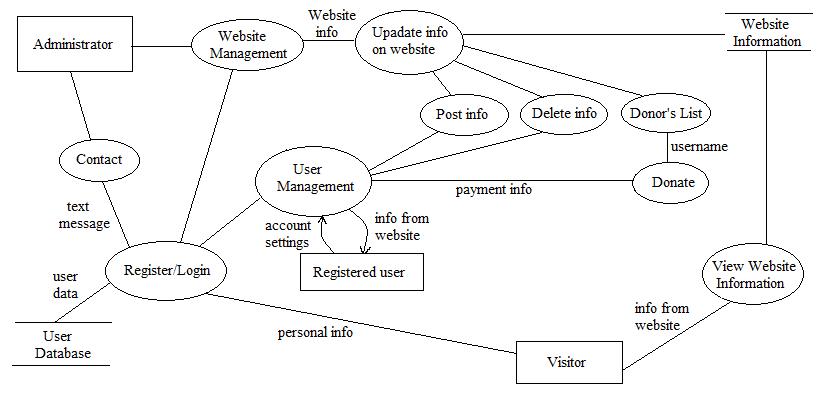 Website
info
Administrator
Website
Management
Upadate info
on website
Website
Information
Post info
Delete info
Donor's List
username
Contact
User
Management
payment info
Donate
text
message
account
settings
info from
website
Register/Login
Registered user
View Website
Information
user
data
info from
website
personal info
User
Database
Visitor